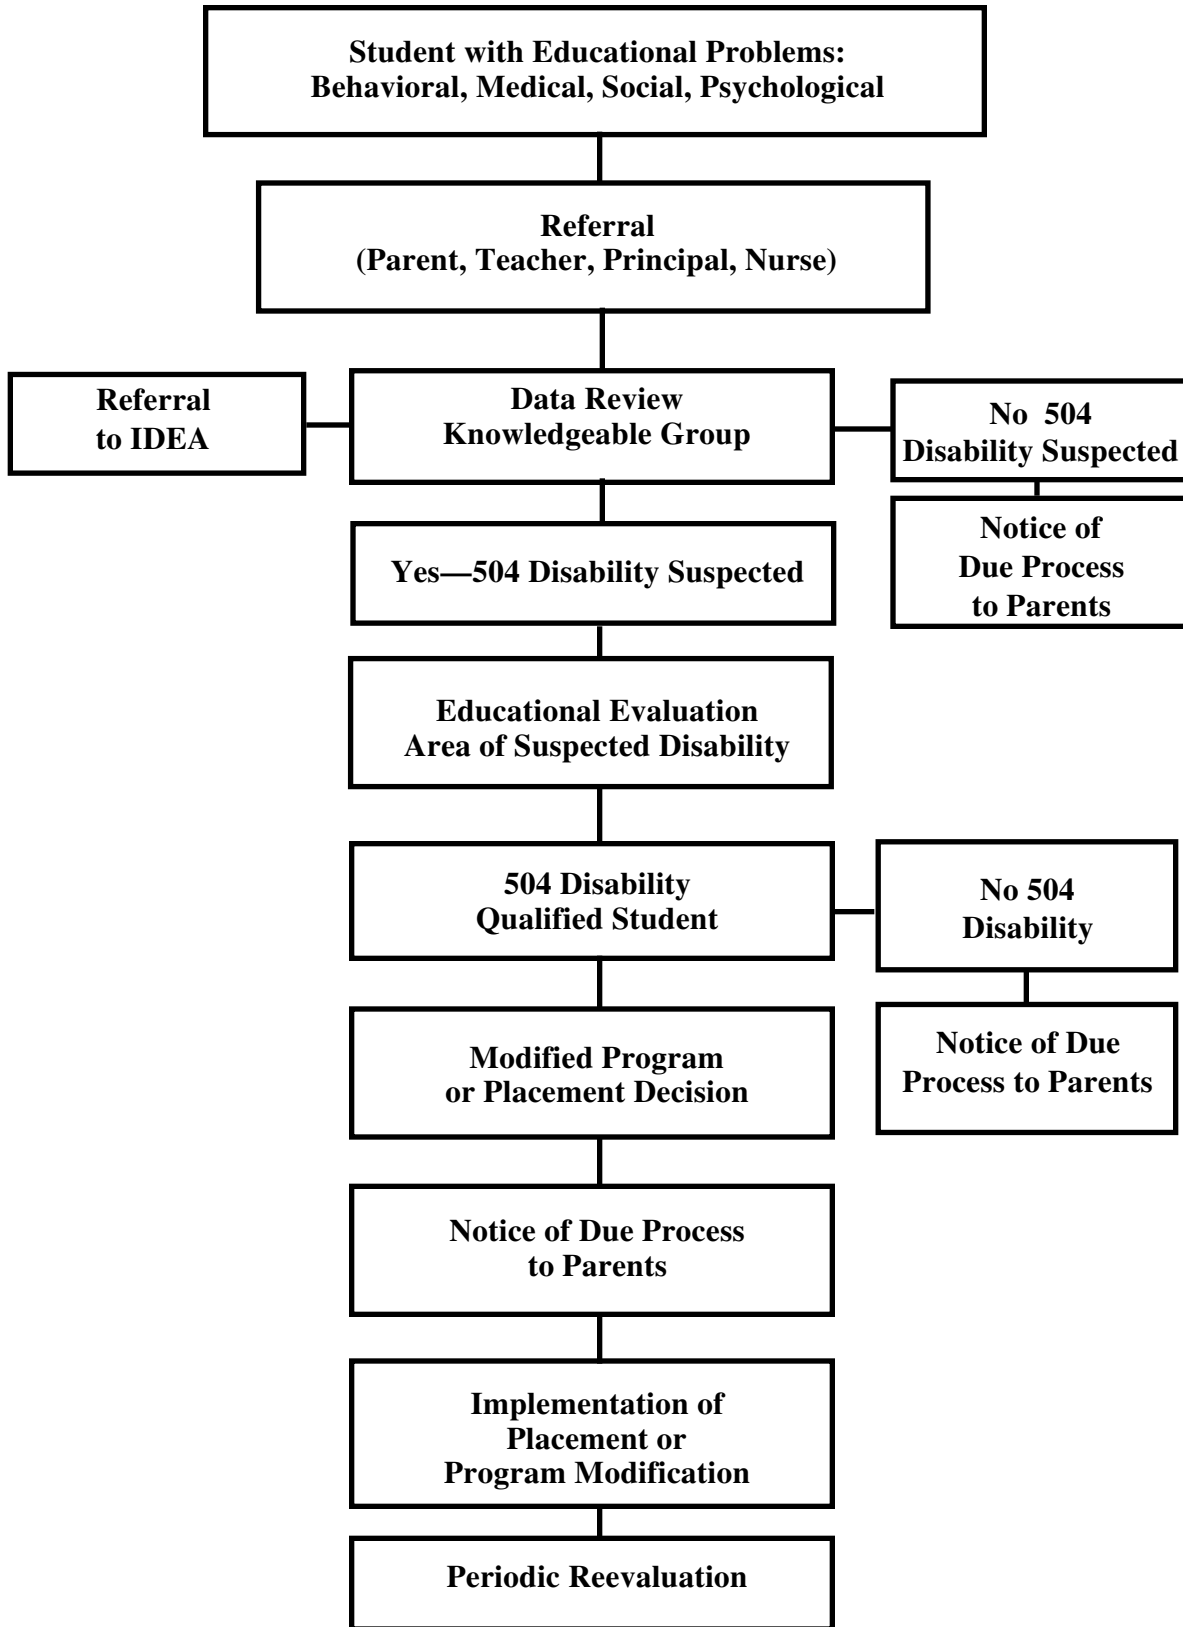 Student with Educational Problems:
Behavioral, Medical, Social, Psychological
Referral
(Parent, Teacher, Principal, Nurse)
Referral
to IDEA
Data Review
Knowledgeable Group
No 504
Disability Suspected
Notice of
Due Process
to Parents
Yes—504 Disability Suspected
Educational Evaluation
Area of Suspected Disability
504 Disability
Qualified Student
No 504
Disability
Notice of Due
Process to Parents
Modified Program
or Placement Decision
Notice of Due Process
to Parents
Implementation of
Placement or
Program Modification
Periodic Reevaluation